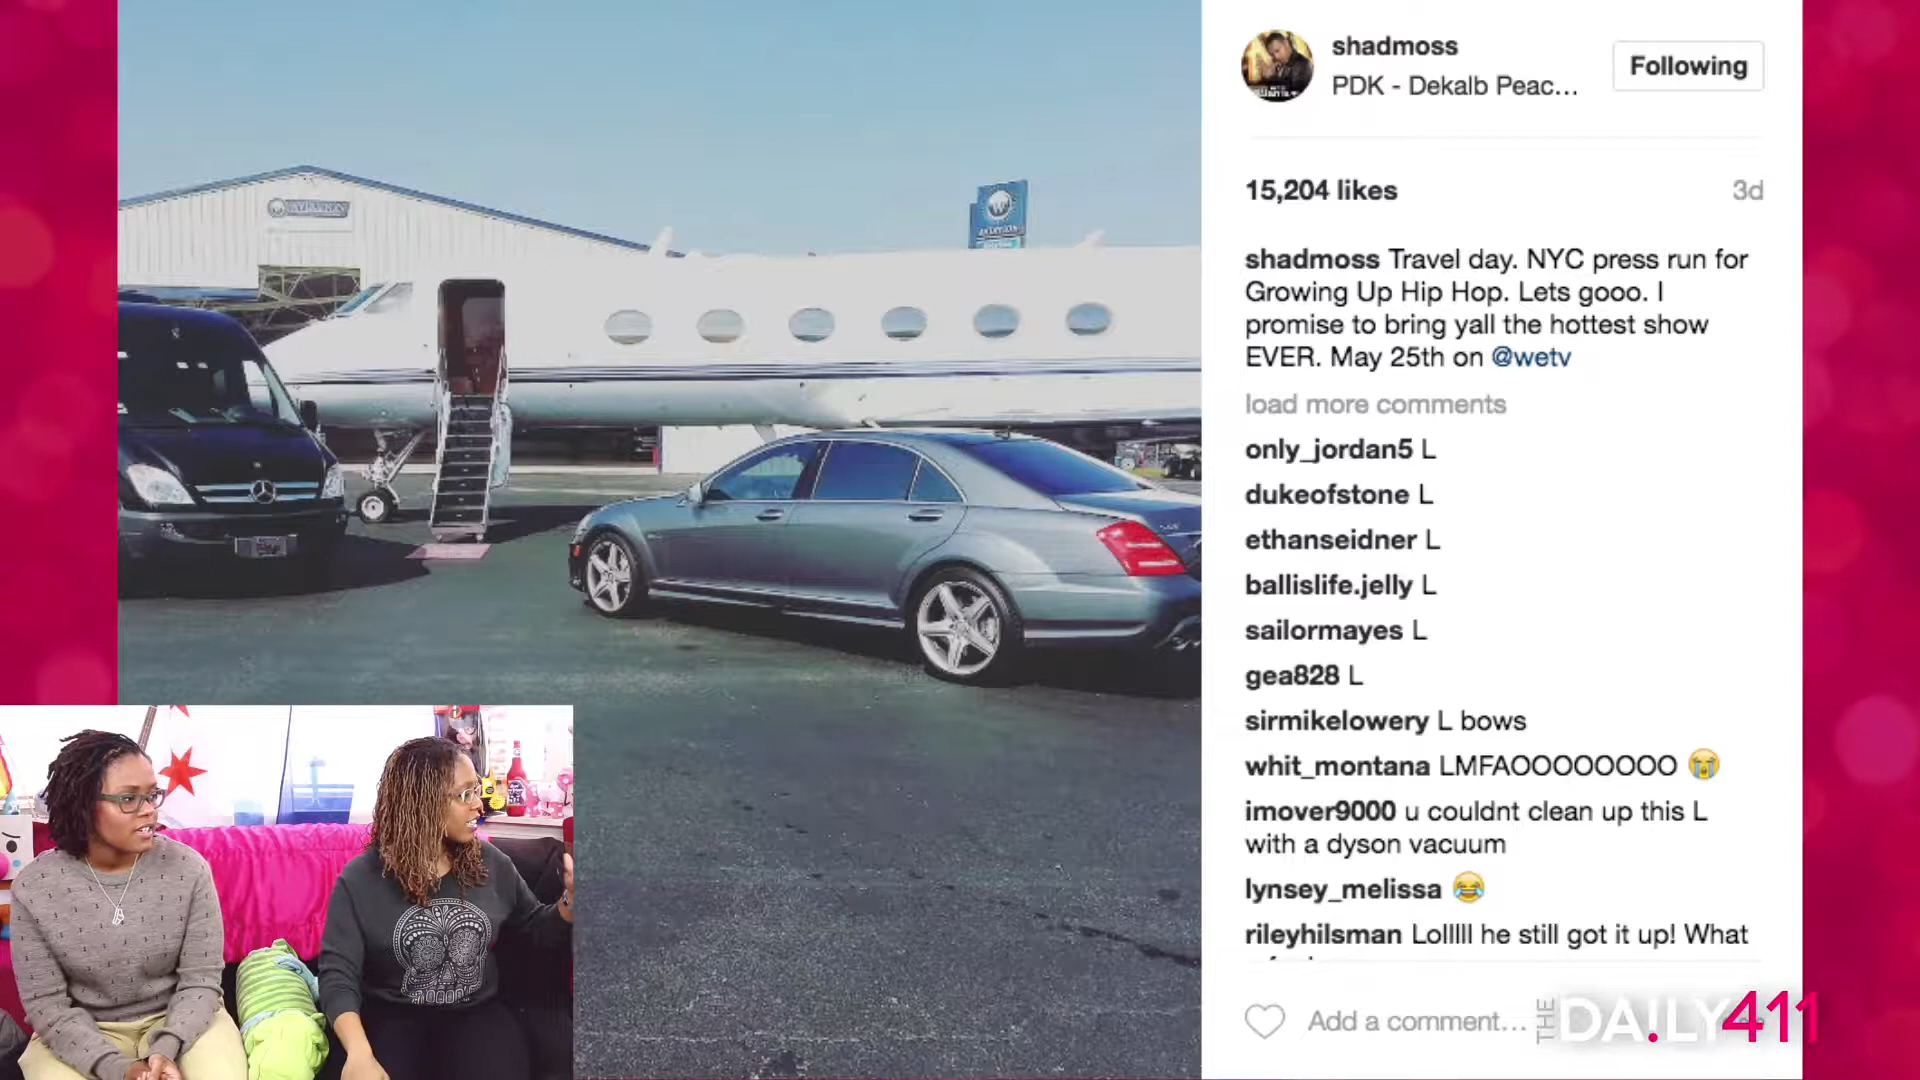 shadmoss
PDK - Dekalb Peac...
Following
15,204 likes
3d
shadmoss Travel day. NYC press run for
Growing Up Hip Hop. Lets gooo. I
promise to bring yall the hottest show
EVER. May 25th on @wetv
load more comments
only_jordan5 L
dukeofstone L
ethanseidner L
ballislife.jelly L
sailormayes L
gea828 L
sirmikelowery L bows
whit_montana LMFAOOOOOOOO 😭
imover9000 u couldnt clean up this L
with a dyson vacuum
lynsey_melissa 😂
rileyhilsman Lolllll he still got it up! What
Add a comment...
THE DAILY411
W
AVIATION